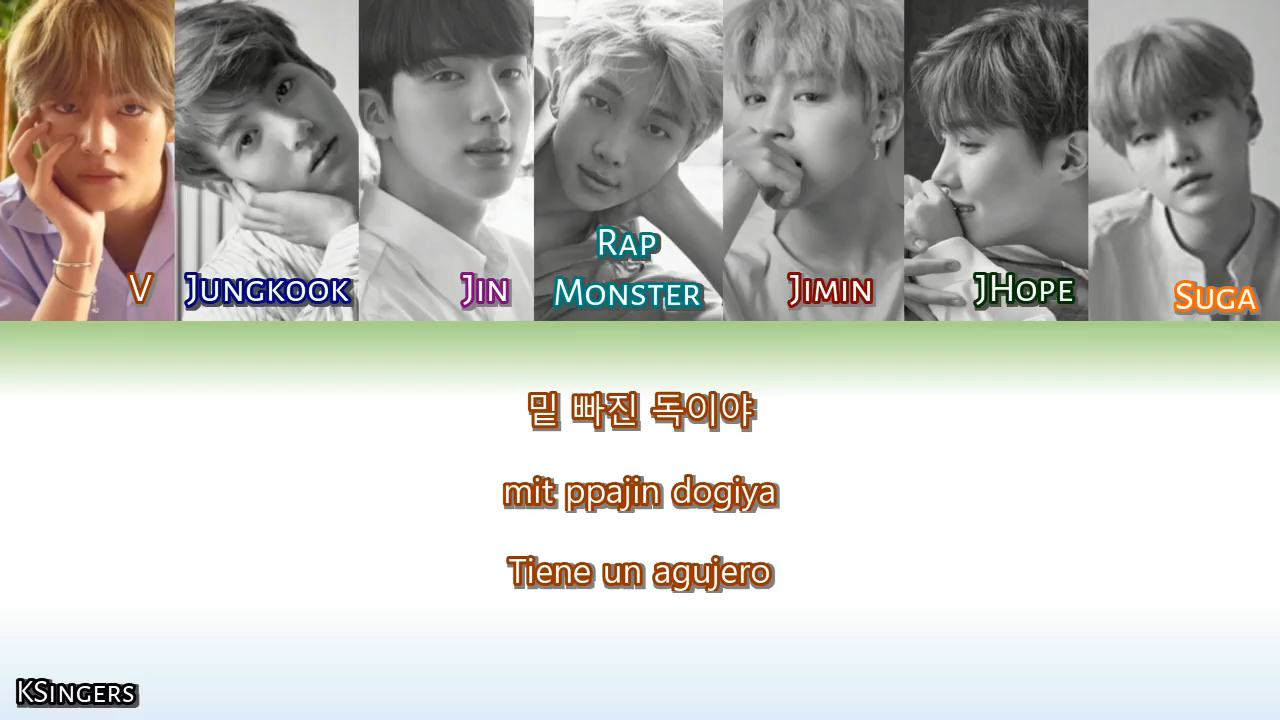 V
Jungkook
Jin
Rap
Monster
Jimin
JHope
Suga
밑 빠진 독이야
mit ppajin dogiya
Tiene un agujero
KSingers